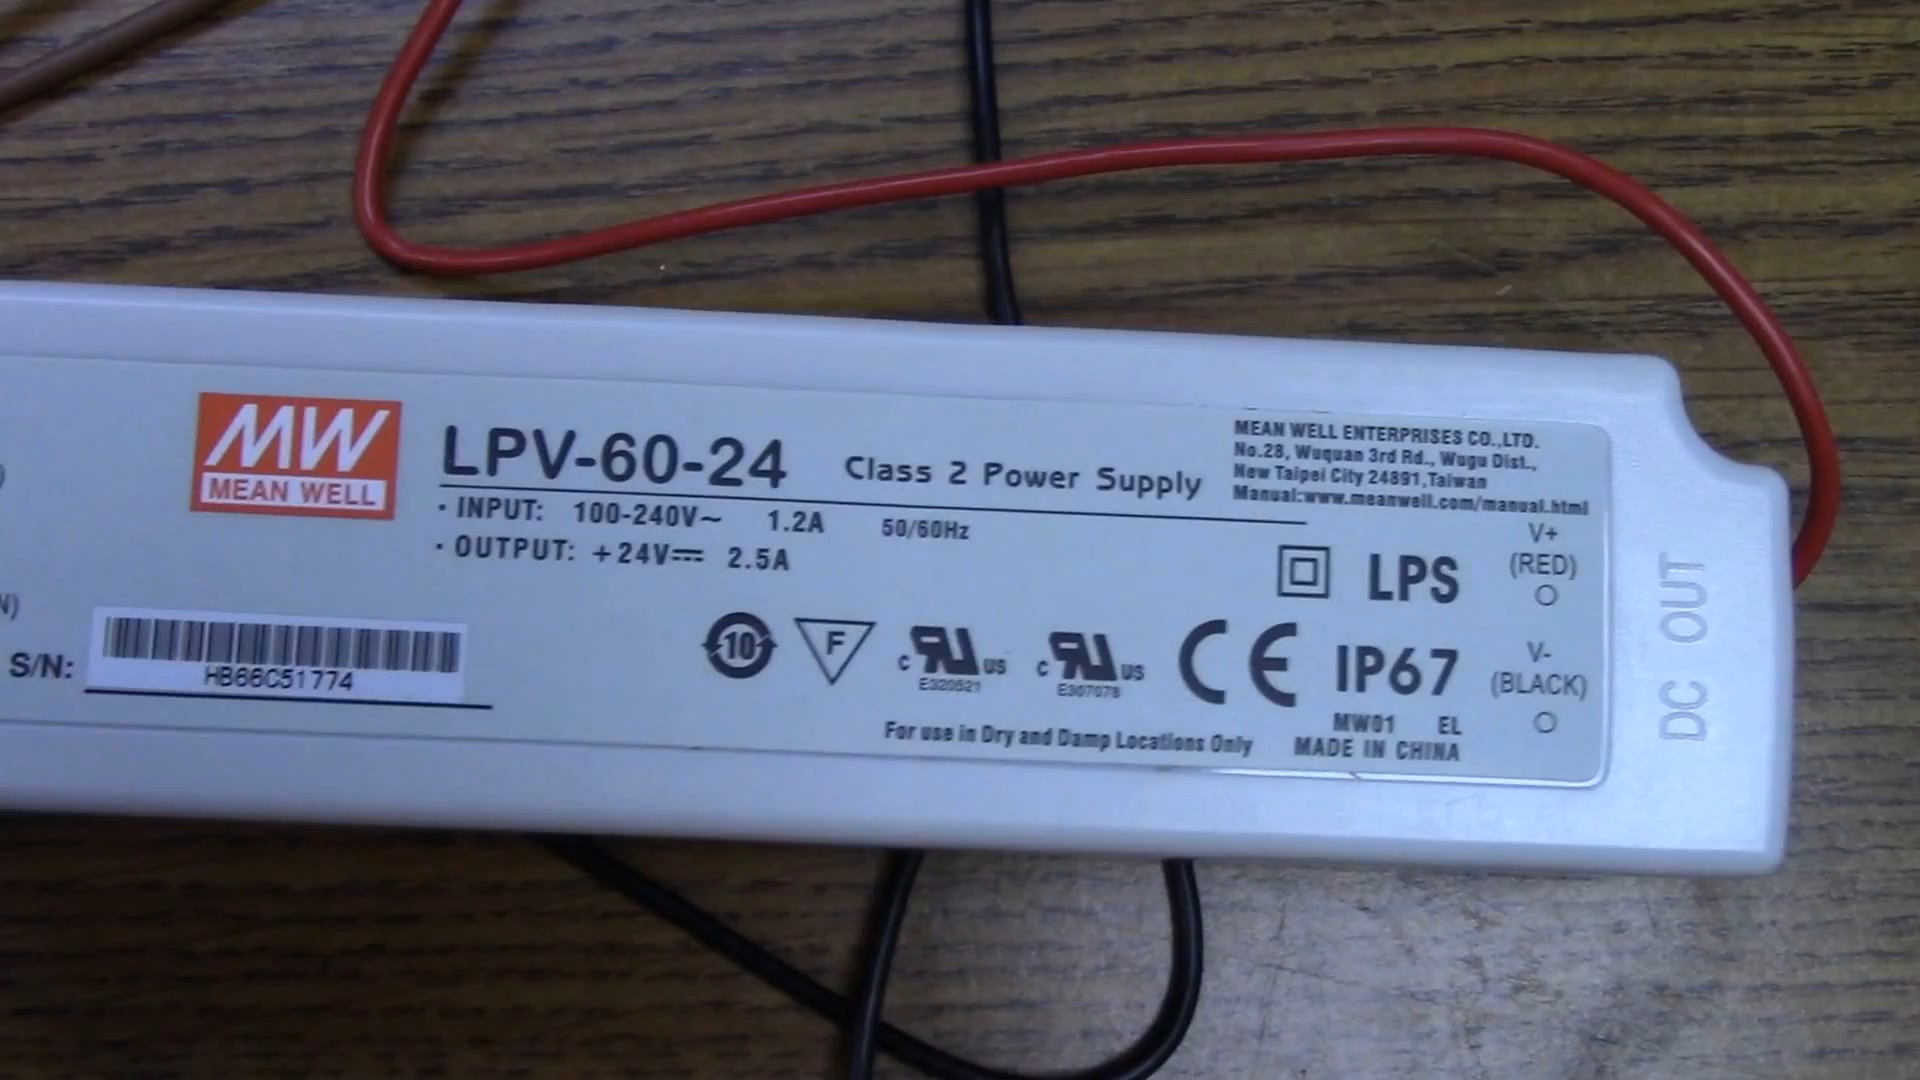 MW
MEAN WELL
LPV-60-24 Class 2 Power Supply
· INPUT: 100-240V~ 1.2A 50/60Hz
· OUTPUT: +24V⎓ 2.5A
MEAN WELL ENTERPRISES CO.,LTD.
No.28, Wuquan 3rd Rd., Wugu Dist.,
New Taipei City 24891,Taiwan
Manual:www.meanwell.com/manual.html
V+
(RED)
LPS
S/N:
HB66C51774
10
F
c RU US
E320521
c RU US
E307078
CE
IP67
V-
(BLACK)
MW01 EL
For use in Dry and Damp Locations Only
MADE IN CHINA
DC OUT
)
N)